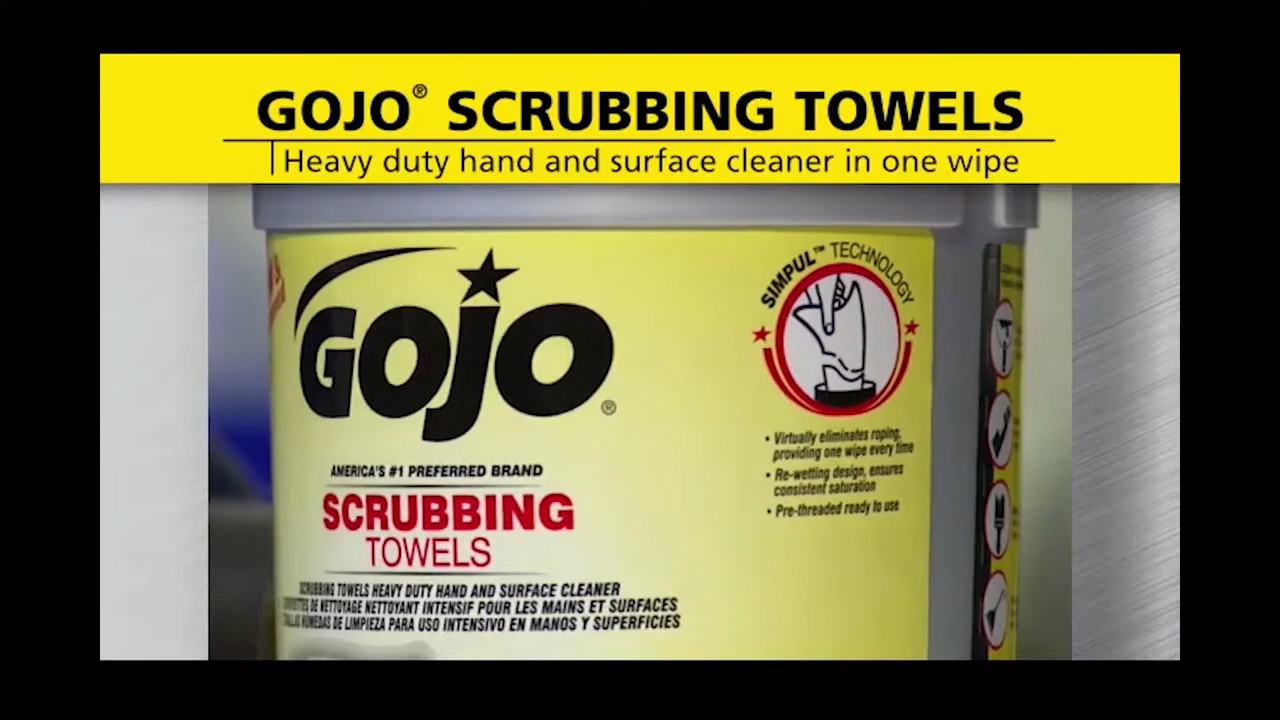 GOJO® SCRUBBING TOWELS
Heavy duty hand and surface cleaner in one wipe
GOJO®
SIMPUL™ TECHNOLOGY
• Virtually eliminates roping,
providing one wipe every time
• Re-wetting design, ensures
consistent saturation
• Pre-threaded ready to use
AMERICA'S #1 PREFERRED BRAND
SCRUBBING
TOWELS
SCRUBBING TOWELS HEAVY DUTY HAND AND SURFACE CLEANER
DE NETTOYAGE NETTOYANT INTENSIF POUR LES MAINS ET SURFACES
HÚMEDAS DE LIMPIEZA PARA USO INTENSIVO EN MANOS Y SUPERFICIES